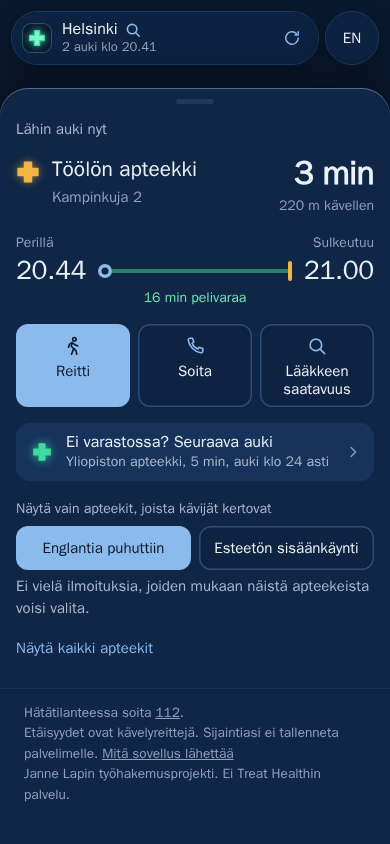 Helsinki
2 auki klo 20.41
EN
Lähin auki nyt
Töölön apteekki
3 min
Kampinkuja 2
220 m kävellen
Perillä
Sulkeutuu
20.44
21.00
16 min pelivaraa
Reitti
Soita
Lääkkeen
saatavuus
Ei varastossa? Seuraava auki
Yliopiston apteekki, 5 min, auki klo 24 asti
Näytä vain apteekit, joista kävijät kertovat
Englantia puhuttiin
Esteetön sisäänkäynti
Ei vielä ilmoituksia, joiden mukaan näistä apteekeista
voisi valita.
Näytä kaikki apteekit
Hätätilanteessa soita 112.
Etäisyydet ovat kävelyreittejä. Sijaintiasi ei tallenneta
palvelimelle. Mitä sovellus lähettää
Janne Lapin työhakemusprojekti. Ei Treat Healthin
palvelu.